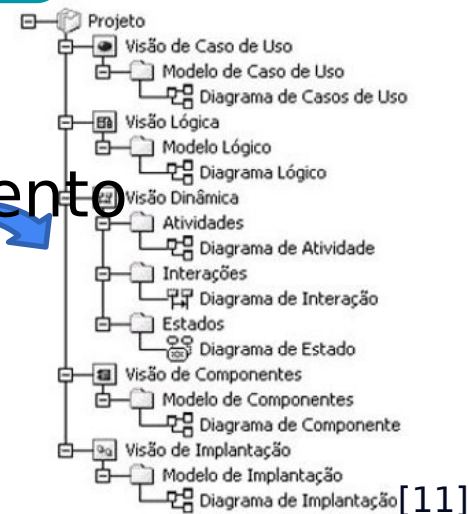 Projeto
Visão de Caso de Uso
Modelo de Caso de Uso
Diagrama de Casos de Uso
Visão Lógica
Modelo Lógico
Diagrama Lógico
ento
Visão Dinâmica
Atividades
Diagrama de Atividade
Interações
Diagrama de Interação
Estados
Diagrama de Estado
Visão de Componentes
Modelo de Componentes
Diagrama de Componente
Visão de Implantação
Modelo de Implantação
Diagrama de Implantação[11]